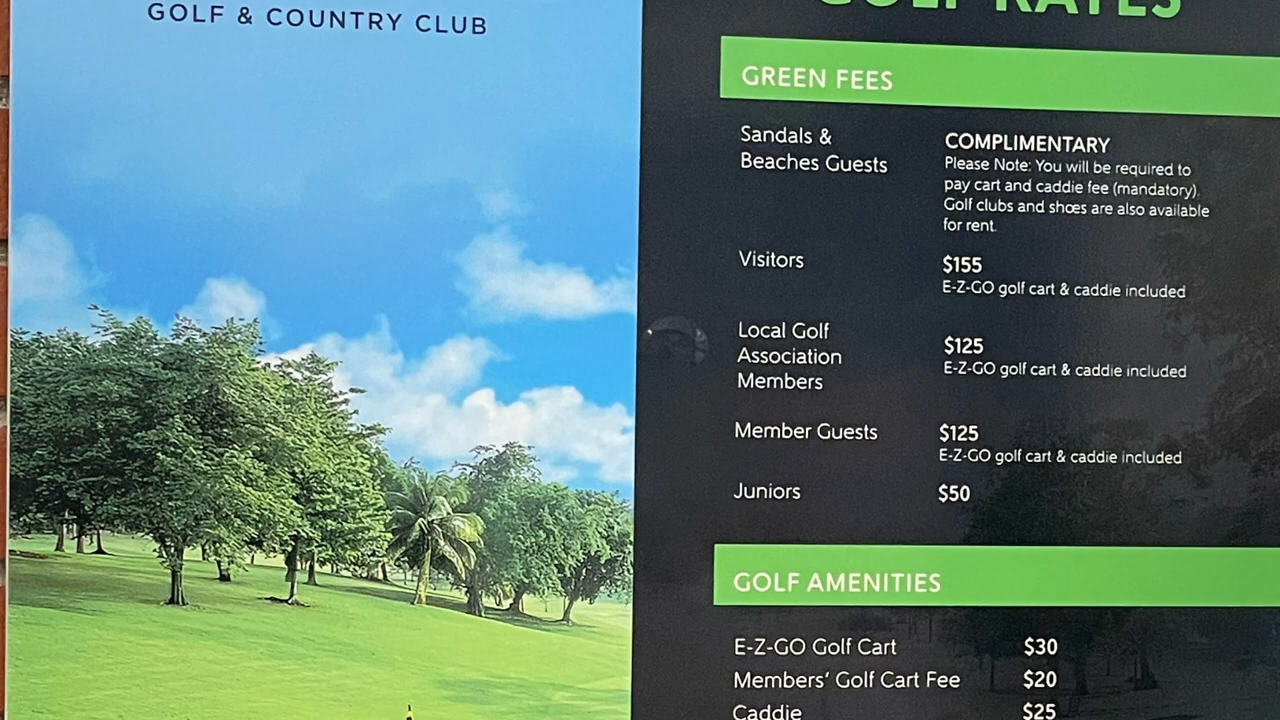 GOLF & COUNTRY CLUB
GOLF RATES
GREEN FEES
Sandals &
Beaches Guests
COMPLIMENTARY
Please Note: You will be required to
pay cart and caddie fee (mandatory).
Golf clubs and shoes are also available
for rent.
Visitors
$155
E-Z-GO golf cart & caddie included
Local Golf
Association
Members
$125
E-Z-GO golf cart & caddie included
Member Guests
$125
E-Z-GO golf cart & caddie included
Juniors
$50
GOLF AMENITIES
E-Z-GO Golf Cart
$30
Members' Golf Cart Fee
$20
Caddie
$25